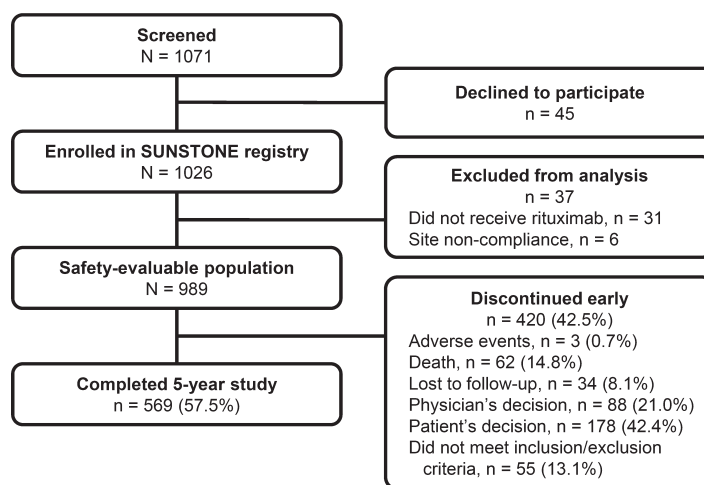 Screened
N = 1071
Declined to participate
n = 45
Enrolled in SUNSTONE registry
N = 1026
Excluded from analysis
n = 37
Did not receive rituximab, n = 31
Site non-compliance, n = 6
Safety-evaluable population
N = 989
Discontinued early
n = 420 (42.5%)
Adverse events, n = 3 (0.7%)
Death, n = 62 (14.8%)
Lost to follow-up, n = 34 (8.1%)
Physician's decision, n = 88 (21.0%)
Patient's decision, n = 178 (42.4%)
Did not meet inclusion/exclusion
criteria, n = 55 (13.1%)
Completed 5-year study
n = 569 (57.5%)